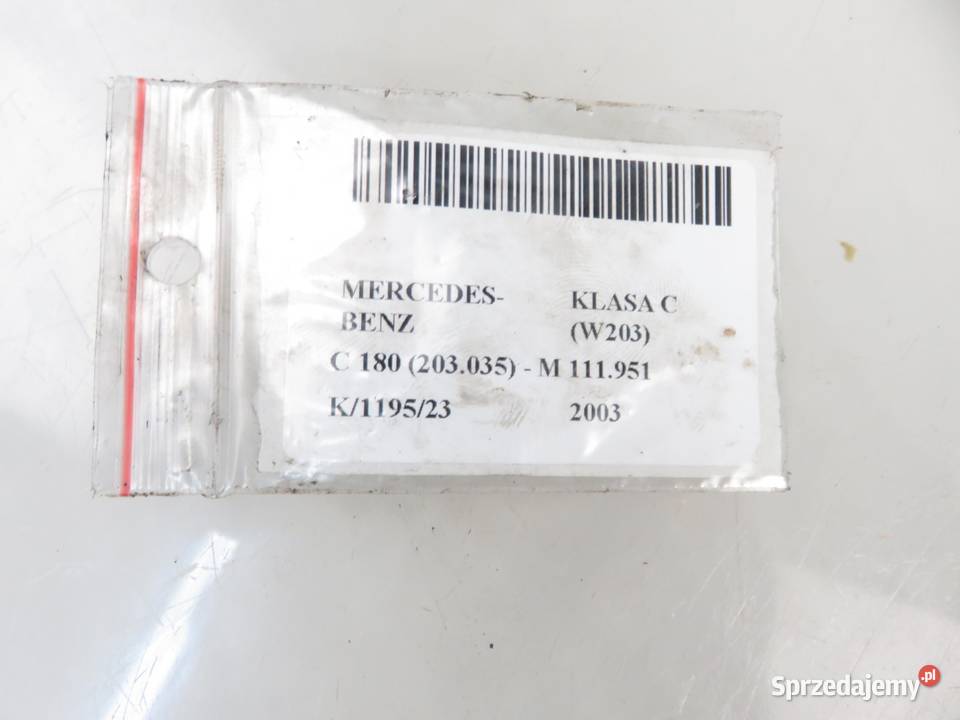 MERCEDES-
BENZ
KLASA C
(W203)
C 180 (203.035) - M 111.951
K/1195/23
2003
Sprzedajemy.pl